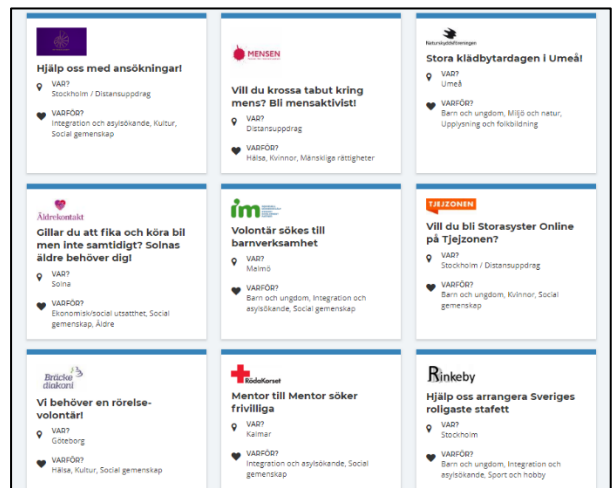 Hjälp oss med ansökningar!
VAR?
Stockholm / Distansuppdrag
VARFÖR?
Integration och asylsökande, Kultur,
Social gemenskap
MENSEN
Vill du krossa tabut kring
mens? Bli mensaktivist!
VAR?
Distansuppdrag
VARFÖR?
Hälsa, Kvinnor, Mänskliga rättigheter
Naturskyddsföreningen
Stora klädbytardagen i Umeå!
VAR?
Umeå
VARFÖR?
Barn och ungdom, Miljö och natur,
Upplysning och folkbildning
Äldrekontakt
Gillar du att fika och köra bil
men inte samtidigt? Solnas
äldre behöver dig!
VAR?
Solna
VARFÖR?
Ekonomisk/social utsatthet, Social
gemenskap, Äldre
im
Volontär sökes till
barnverksamhet
VAR?
Malmö
VARFÖR?
Barn och ungdom, Integration och
asylsökande, Social gemenskap
TJEJZONEN
Vill du bli Storasyster Online
på Tjejzonen?
VAR?
Stockholm / Distansuppdrag
VARFÖR?
Barn och ungdom, Kvinnor, Social
gemenskap
Bräcke
diakoni
Vi behöver en rörelse-
volontär!
VAR?
Göteborg
VARFÖR?
Hälsa, Kultur, Social gemenskap
RödaKorset
Mentor till Mentor söker
frivilliga
VAR?
Kalmar
VARFÖR?
Integration och asylsökande, Social
gemenskap
Rinkeby
Hjälp oss arrangera Sveriges
roligaste stafett
VAR?
Stockholm
VARFÖR?
Barn och ungdom, Integration och
asylsökande, Sport och hobby